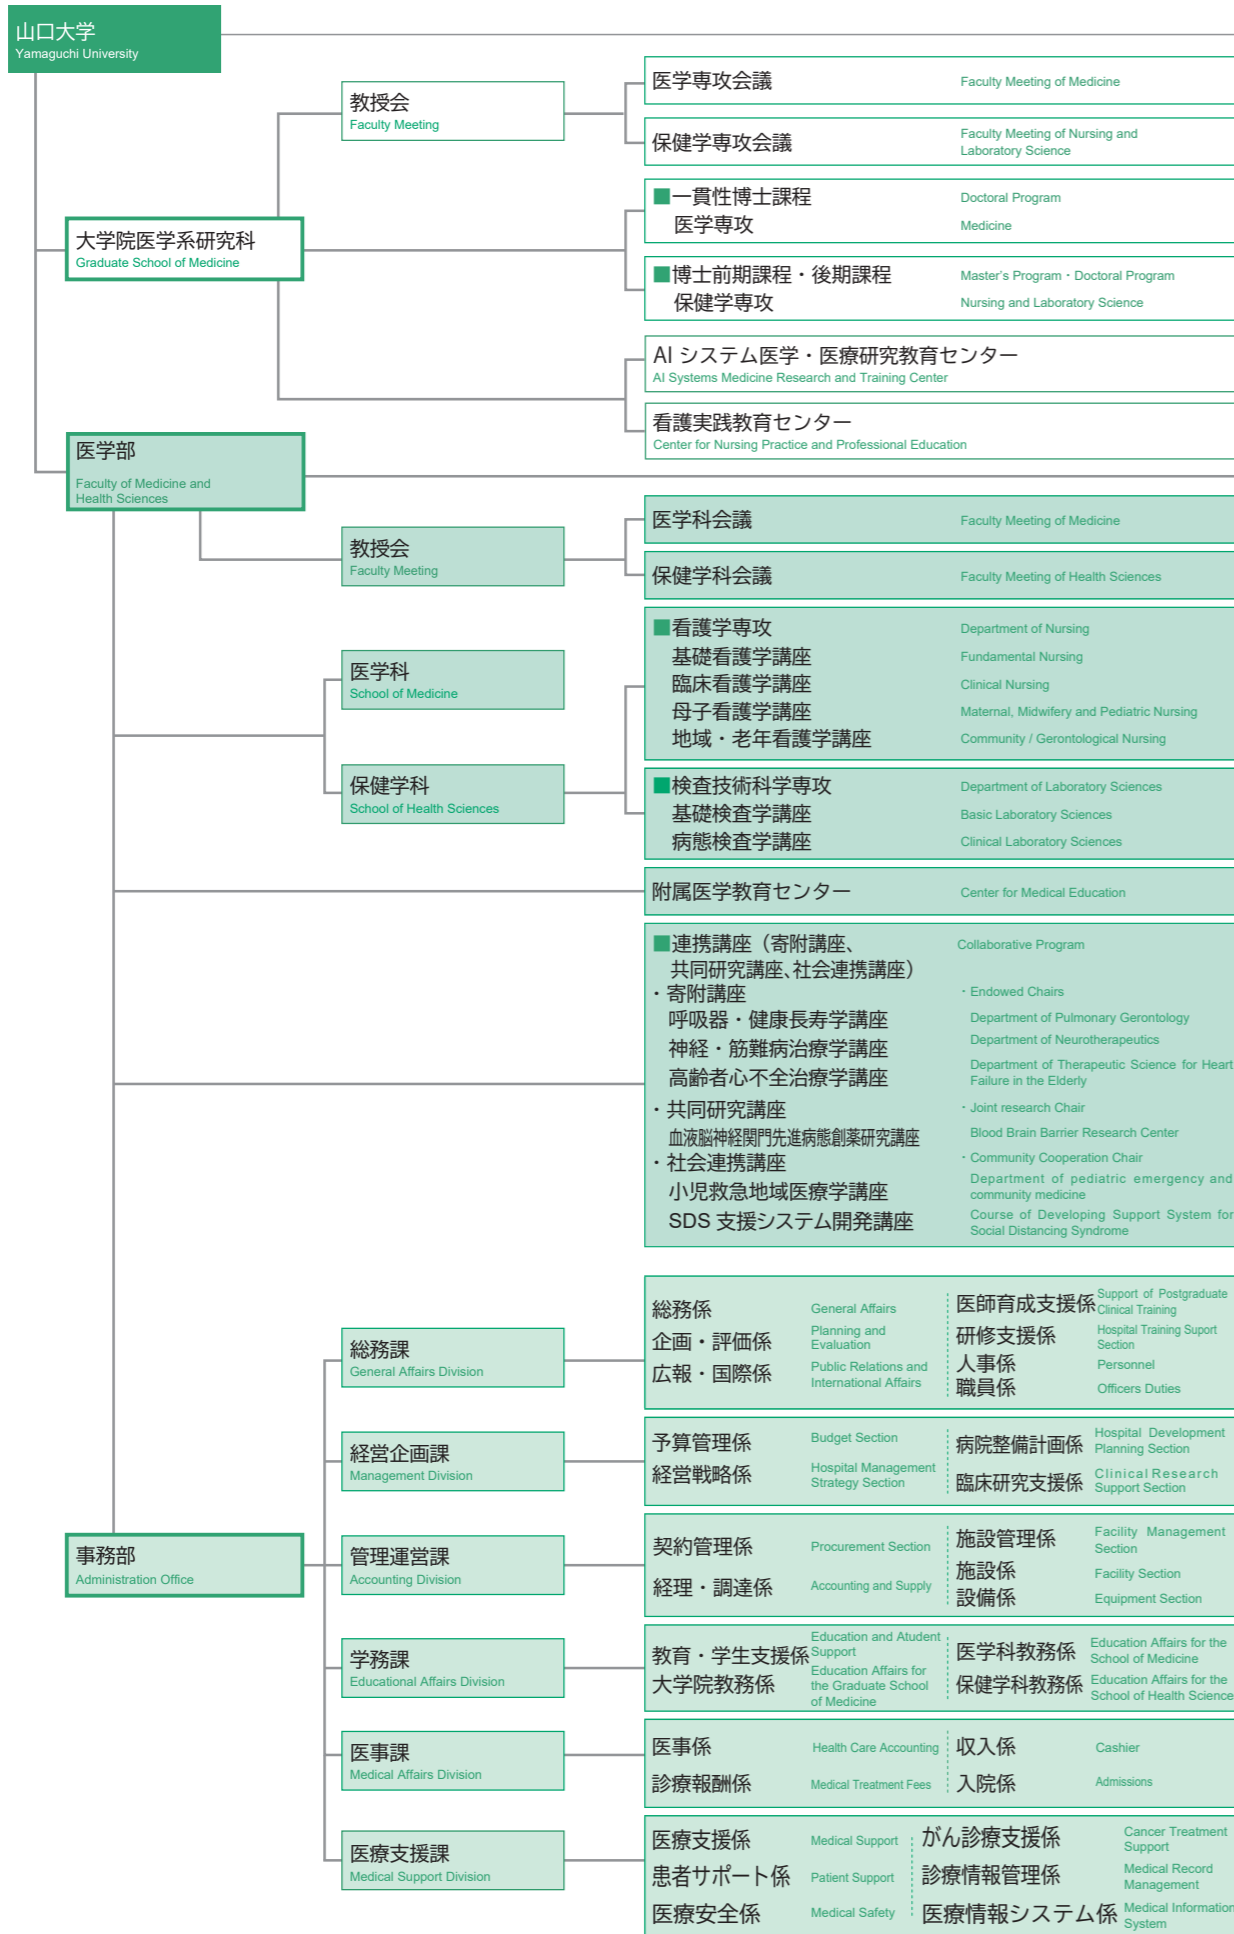 山口大学
Yamaguchi University
教授会
Faculty Meeting
医学専攻会議
Faculty Meeting of Medicine
保健学専攻会議
Faculty Meeting of Nursing and
Laboratory Science
大学院医学系研究科
Graduate School of Medicine
■一貫性博士課程
Doctoral Program
医学専攻
Medicine
■博士前期課程・後期課程
Master's Program・Doctoral Program
保健学専攻
Nursing and Laboratory Science
AI システム医学・医療研究教育センター
AI Systems Medicine Research and Training Center
看護実践教育センター
Center for Nursing Practice and Professional Education
医学部
Faculty of Medicine and
Health Sciences
教授会
Faculty Meeting
医学科会議
Faculty Meeting of Medicine
保健学科会議
Faculty Meeting of Health Sciences
医学科
School of Medicine
保健学科
School of Health Sciences
■看護学専攻
Department of Nursing
基礎看護学講座
Fundamental Nursing
臨床看護学講座
Clinical Nursing
母子看護学講座
Maternal, Midwifery and Pediatric Nursing
地域・老年看護学講座
Community / Gerontological Nursing
■検査技術科学専攻
Department of Laboratory Sciences
基礎検査学講座
Basic Laboratory Sciences
病態検査学講座
Clinical Laboratory Sciences
附属医学教育センター
Center for Medical Education
■連携講座（寄附講座、
共同研究講座、社会連携講座）
Collaborative Program
・寄附講座
・Endowed Chairs
呼吸器・健康長寿学講座
Department of Pulmonary Gerontology
神経・筋難病治療学講座
Department of Neurotherapeutics
高齢者心不全治療学講座
Department of Therapeutic Science for Heart
Failure in the Elderly
・共同研究講座
・Joint research Chair
血液脳神経関門先進病態創薬研究講座
Blood Brain Barrier Research Center
・社会連携講座
・Community Cooperation Chair
小児救急地域医療学講座
Department of pediatric emergency and
community medicine
SDS 支援システム開発講座
Course of Developing Support System for
Social Distancing Syndrome
事務部
Administration Office
総務課
General Affairs Division
総務係
General Affairs
企画・評価係
Planning and
Evaluation
広報・国際係
Public Relations and
International Affairs
医師育成支援係
Support of Postgraduate
Clinical Training
研修支援係
Hospital Training Suport
Section
人事係
Personnel
職員係
Officers Duties
経営企画課
Management Division
予算管理係
Budget Section
経営戦略係
Hospital Management
Strategy Section
病院整備計画係
Hospital Development
Planning Section
臨床研究支援係
Clinical Research
Support Section
管理運営課
Accounting Division
契約管理係
Procurement Section
経理・調達係
Accounting and Supply
施設管理係
Facility Management
Section
施設係
Facility Section
設備係
Equipment Section
学務課
Educational Affairs Division
教育・学生支援係
Education and Atudent
Support
大学院教務係
Education Affairs for
the Graduate School
of Medicine
医学科教務係
Education Affairs for the
School of Medicine
保健学科教務係
Education Affairs for the
School of Health Science
医事課
Medical Affairs Division
医事係
Health Care Accounting
診療報酬係
Medical Treatment Fees
収入係
Cashier
入院係
Admissions
医療支援課
Medical Support Division
医療支援係
Medical Support
患者サポート係
Patient Support
医療安全係
Medical Safety
がん診療支援係
Cancer Treatment
Support
診療情報管理係
Medical Record
Management
医療情報システム係
Medical Information
System